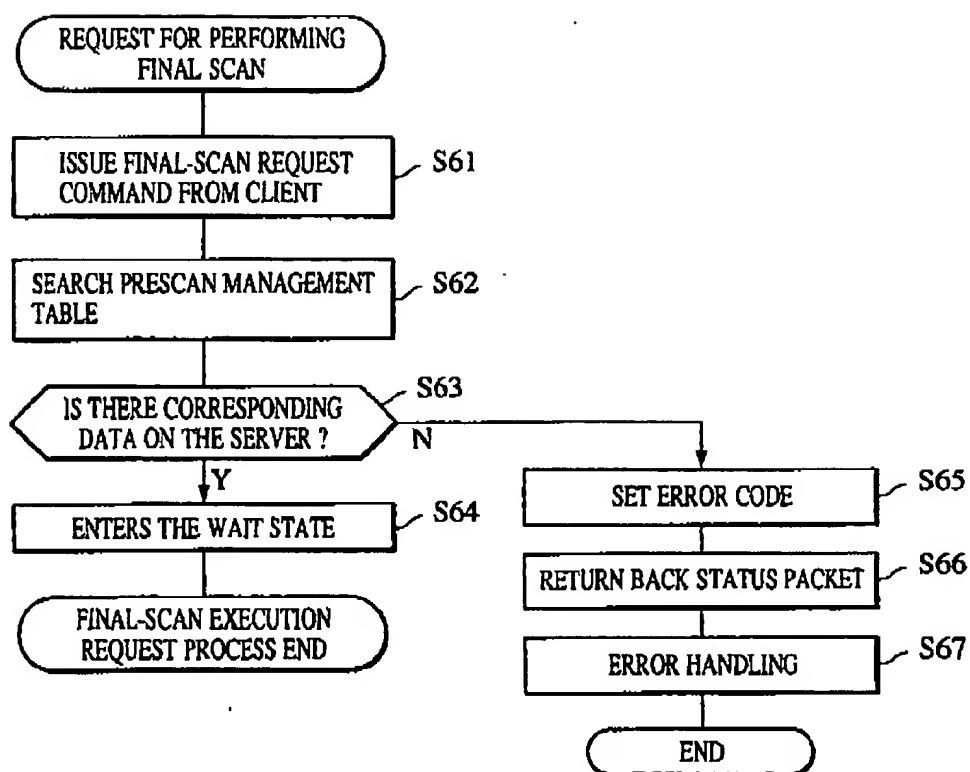 REQUEST FOR PERFORMING
FINAL SCAN
ISSUE FINAL-SCAN REQUEST
COMMAND FROM CLIENT
S61
SEARCH PRESCAN MANAGEMENT
TABLE
S62
IS THERE CORRESPONDING
DATA ON THE SERVER ?
S63
N
Y
ENTERS THE WAIT STATE
S64
FINAL-SCAN EXECUTION
REQUEST PROCESS END
SET ERROR CODE
S65
RETURN BACK STATUS PACKET
S66
ERROR HANDLING
S67
END